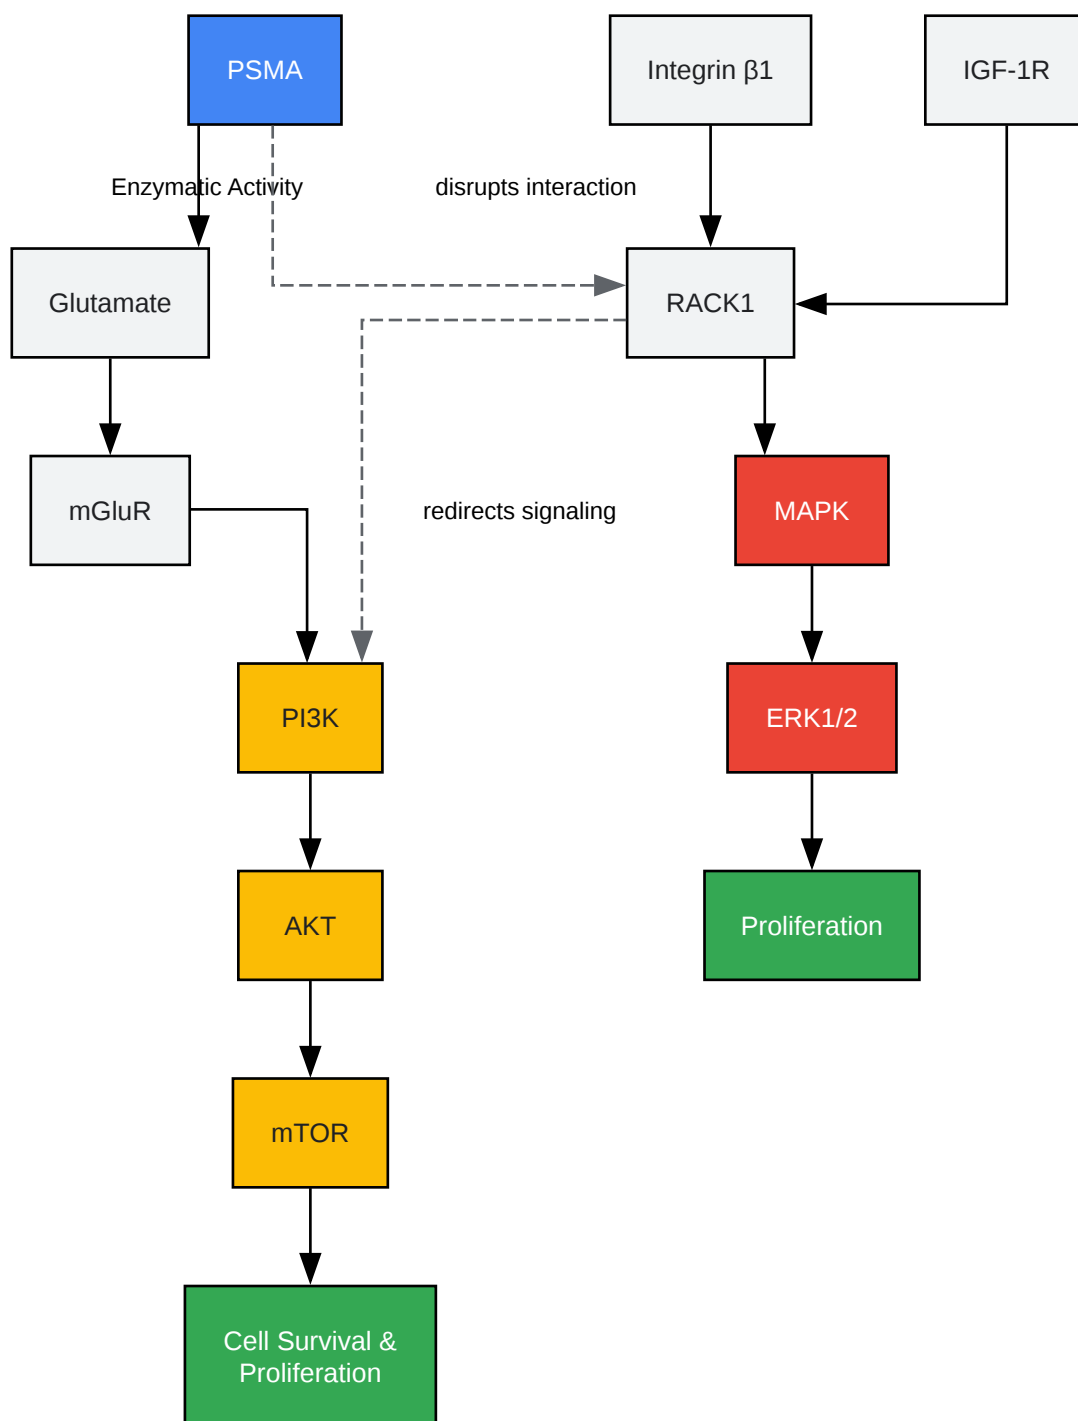 PSMA
Integrin β1
IGF-1R
Enzymatic Activity
disrupts interaction
Glutamate
RACK1
mGluR
redirects signaling
MAPK
PI3K
ERK1/2
AKT
Proliferation
mTOR
Cell Survival &
Proliferation